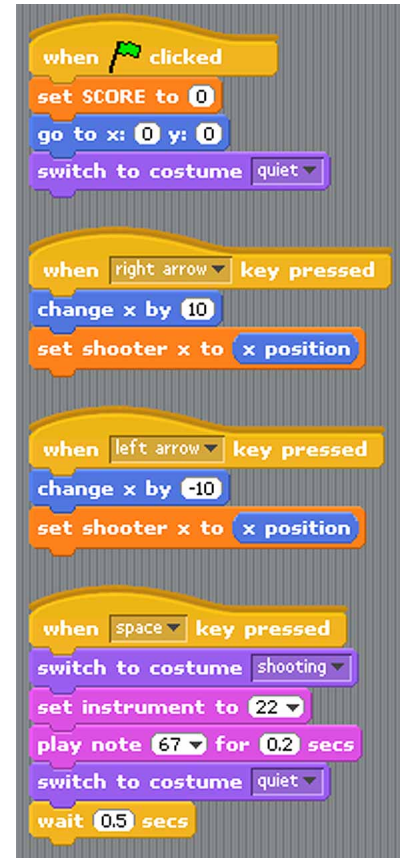 when clicked
set SCORE to 0
go to x: 0 y: 0
switch to costume quiet
when right arrow key pressed
change x by 10
set shooter x to x position
when left arrow key pressed
change x by -10
set shooter x to x position
when space key pressed
switch to costume shooting
set instrument to 22
play note 67 for 0.2 secs
switch to costume quiet
wait 0.5 secs